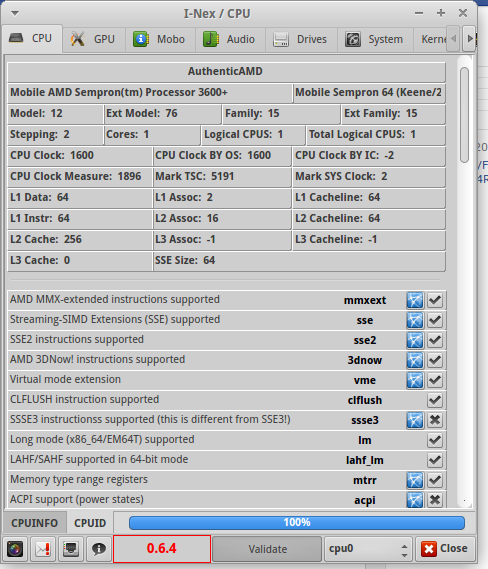 I-Nex / CPU
CPU GPU Mobo Audio Drives System Kerne
AuthenticAMD
Mobile AMD Sempron(tm) Processor 3600+ Mobile Sempron 64 (Keene/2
Model: 12 Ext Model: 76 Family: 15 Ext Family: 15
Stepping: 2 Cores: 1 Logical CPUS: 1 Total Logical CPUS: 1
CPU Clock: 1600 CPU Clock BY OS: 1600 CPU Clock BY IC: -2
CPU Clock Measure: 1896 Mark TSC: 5191 Mark SYS Clock: 2
L1 Data: 64 L1 Assoc: 2 L1 Cacheline: 64
L1 Instr: 64 L2 Assoc: 16 L2 Cacheline: 64
L2 Cache: 256 L3 Assoc: -1 L3 Cacheline: -1
L3 Cache: 0 SSE Size: 64
AMD MMX-extended instructions supported mmxext
Streaming-SIMD Extensions (SSE) supported sse
SSE2 instructions supported sse2
AMD 3DNow! instructions supported 3dnow
Virtual mode extension vme
CLFLUSH instruction supported clflush
SSSE3 instructionss supported (this is different from SSE3!) ssse3
Long mode (x86_64/EM64T) supported lm
LAHF/SAHF supported in 64-bit mode lahf_lm
Memory type range registers mtrr
ACPI support (power states) acpi
CPUINFO CPUID 100%
0.6.4 Validate cpu0 Close